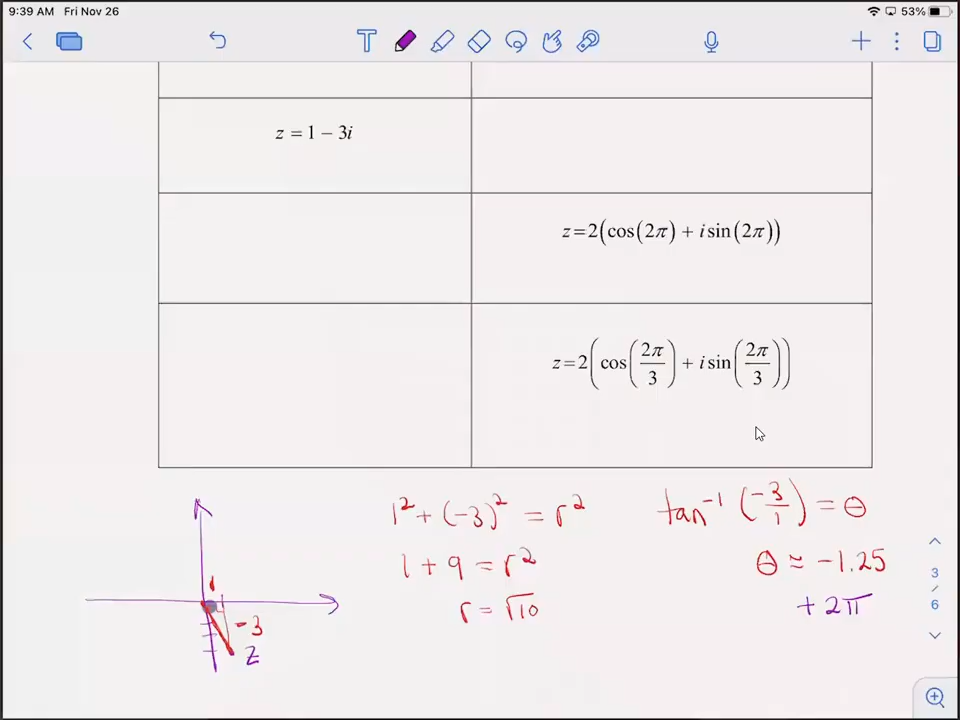 9:39 AM Fri Nov 26
53%
T
z = 1 − 3i
z=2(cos(2π) + i sin(2π))
z=2(cos(2π/3) + i sin(2π/3))
1² + (−3)² = r²
1 + 9 = r²
r = √10
tan⁻¹ (−3/1) = θ
θ ≈ −1.25
+ 2π
1
−3
z
3
/
6